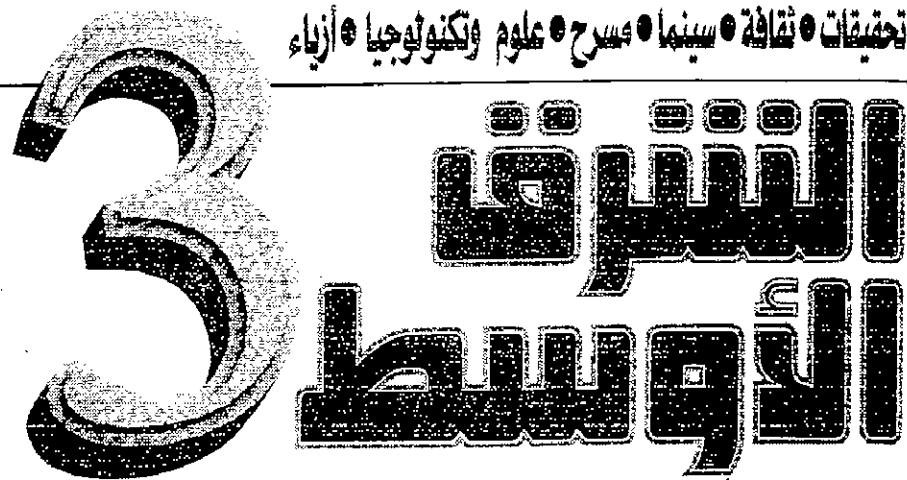 تحقيقات • ثقافة • سينما • مسرح • علوم وتكنولوجيا • أزياء
الشرق
الأوسط
3